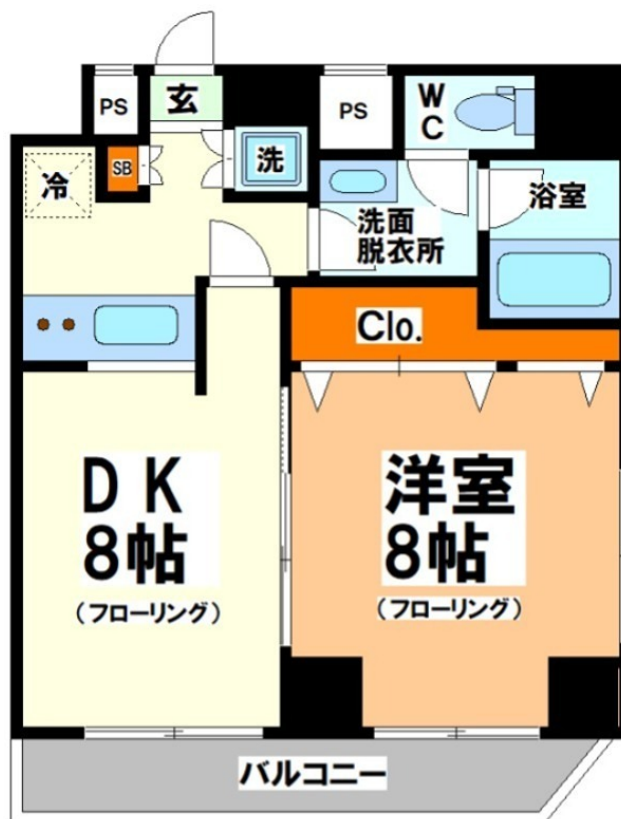 PS
玄
PS
W
C
冷
SB
洗
浴室
洗面
脱衣所
Clo.
DK
8帖
(フローリング)
洋室
8帖
(フローリング)
バルコニー